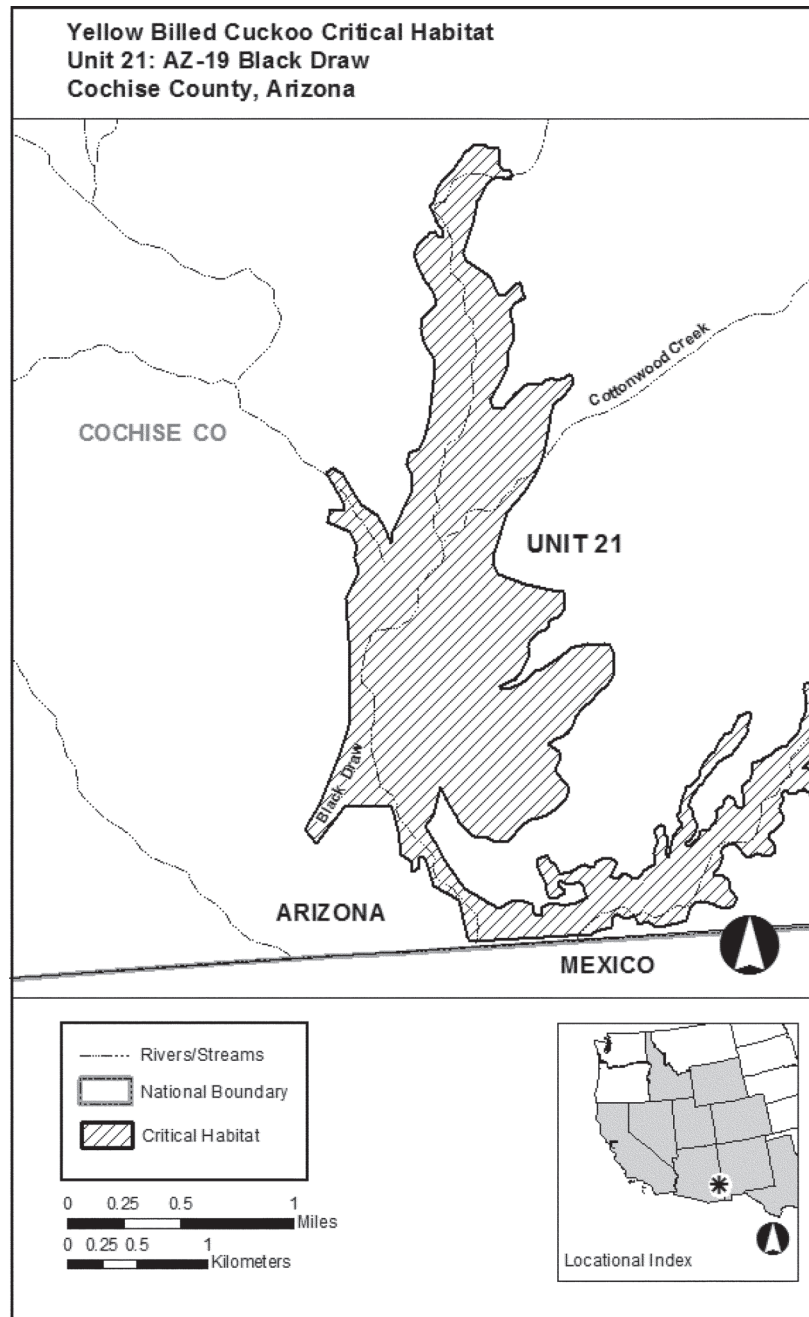 Yellow Billed Cuckoo Critical Habitat
Unit 21: AZ-19 Black Draw
Cochise County, Arizona
Cottonwood Creek
COCHISE CO
UNIT 21
Black Draw
ARIZONA
MEXICO
Rivers/Streams
National Boundary
Critical Habitat
0 0.25 0.5 1
Miles
0 0.25 0.5 1
Kilometers
Locational Index